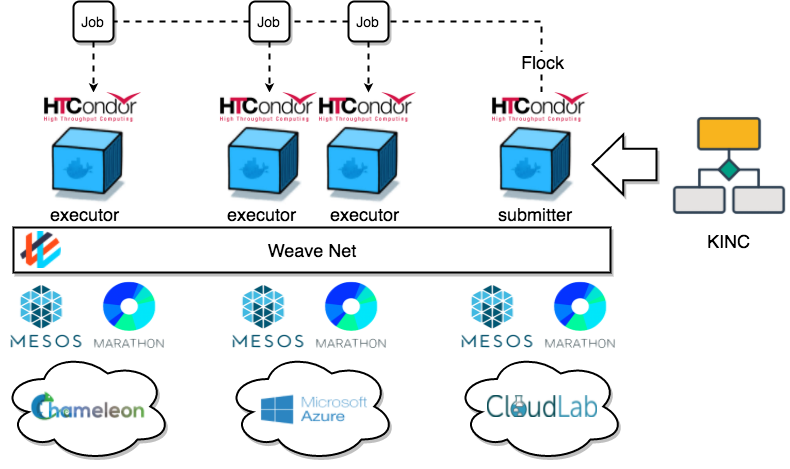 Job
Job
Job
Flock
HTCondor
High Throughput Computing
HTCondor
High Throughput Computing
HTCondor
High Throughput Computing
HTCondor
High Throughput Computing
executor
executor
executor
submitter
KINC
Weave Net
MESOS
MARATHON
MESOS
MARATHON
MESOS
MARATHON
Chameleon
Microsoft
Azure
CloudLab